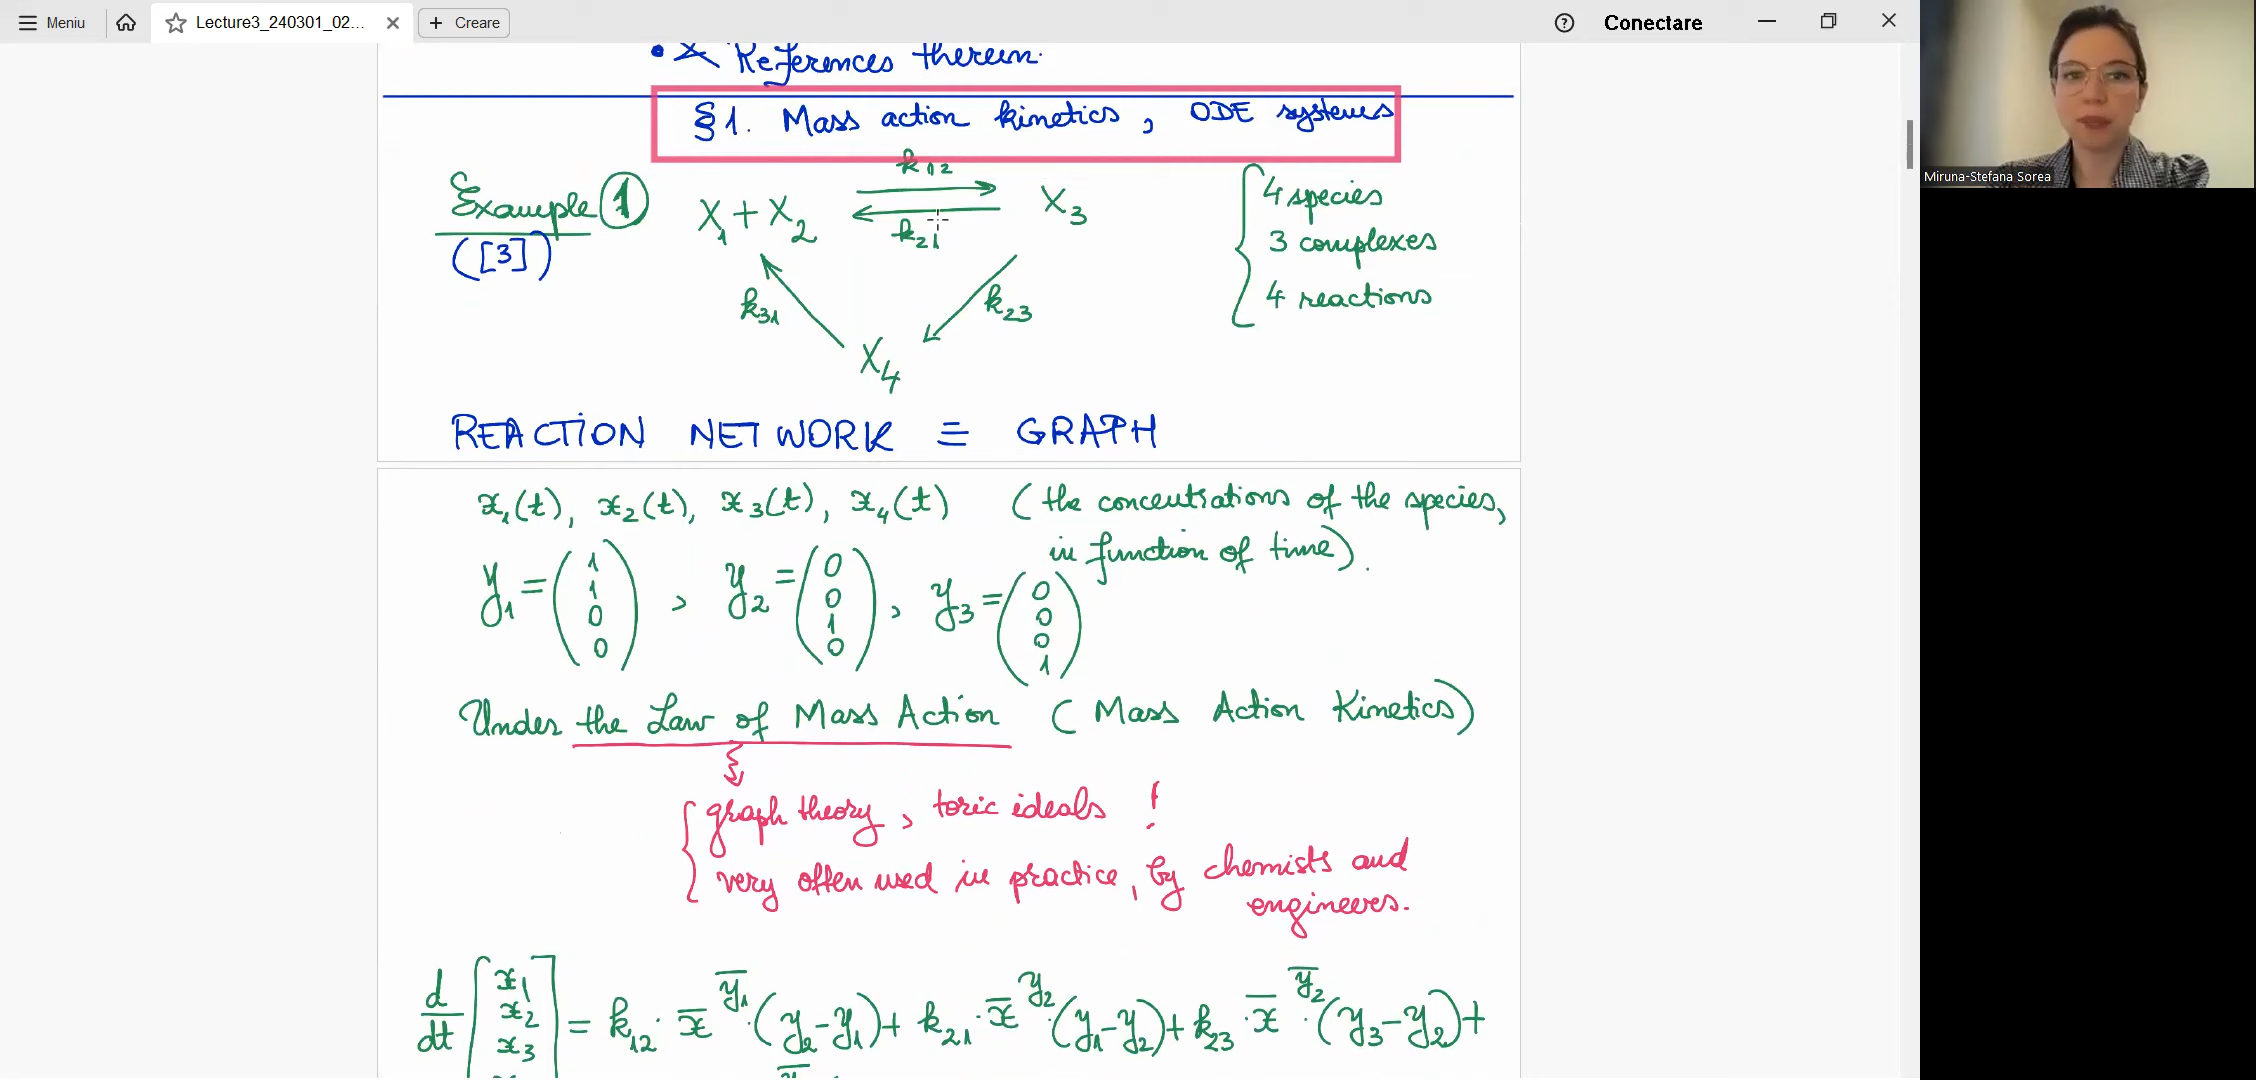 Meniu
Lecture3_240301_02...
Creare
Conectare
Miruna-Stefana Sorea
• References therein.
§1. Mass action kinetics, ODE systems
Example 1
([3])
X₁ + X₂
k₁₂
k₂₁
X₃
k₃₁
k₂₃
X₄
4 species
3 complexes
4 reactions
REACTION NETWORK ≡ GRAPH
x₁(t), x₂(t), x₃(t), x₄(t) (the concentrations of the species,
in function of time).
y₁ = (1 1 0 0), y₂ = (0 0 1 0), y₃ = (0 0 0 1)
Under the Law of Mass Action (Mass Action Kinetics)
graph theory, toric ideals !
very often used in practice, by chemists and
engineers.
d/dt [x₁ x₂ x₃ = k₁₂ · x̄^ȳ₁ · (y₂ − y₁) + k₂₁ · x̄^y₂ · (y₁ − y₂) + k₂₃ · x̄^ȳ₂ · (y₃ − y₂) +